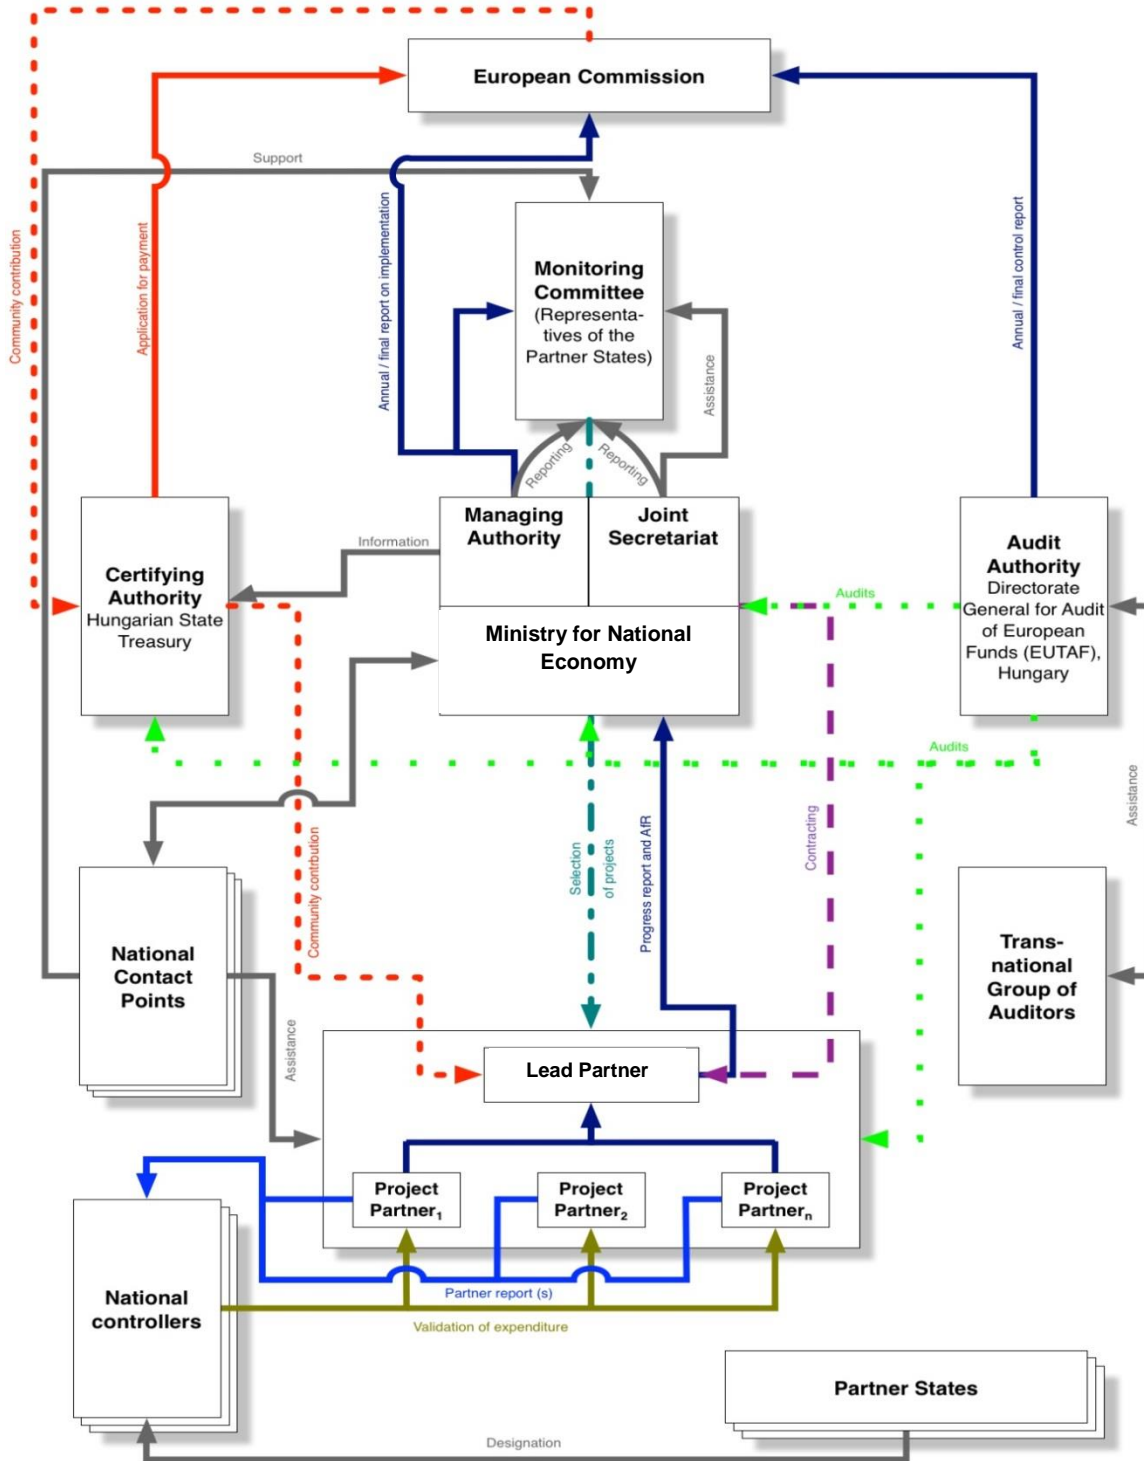 European Commission
Support
Community contribution
Application for payment
Annual / final report on implementation
Annual / final control report
Monitoring
Committee
(Representa-
tives of the
Partner States)
Assistance
Reporting
Reporting
Managing
Authority
Joint
Secretariat
Ministry for National
Economy
Information
Certifying
Authority
Hungarian State
Treasury
Audits
Audit
Authority
Directorate
General for Audit
of European
Funds (EUTAF),
Hungary
Audits
Assistance
Community contrbution
Selection
of projects
Progress report and AfR
Contracting
National
Contact
Points
Trans-
national
Group of
Auditors
Assistance
Lead Partner
Project
Partner1
Project
Partner2
Project
Partnern
National
controllers
Partner report (s)
Validation of expenditure
Partner States
Designation